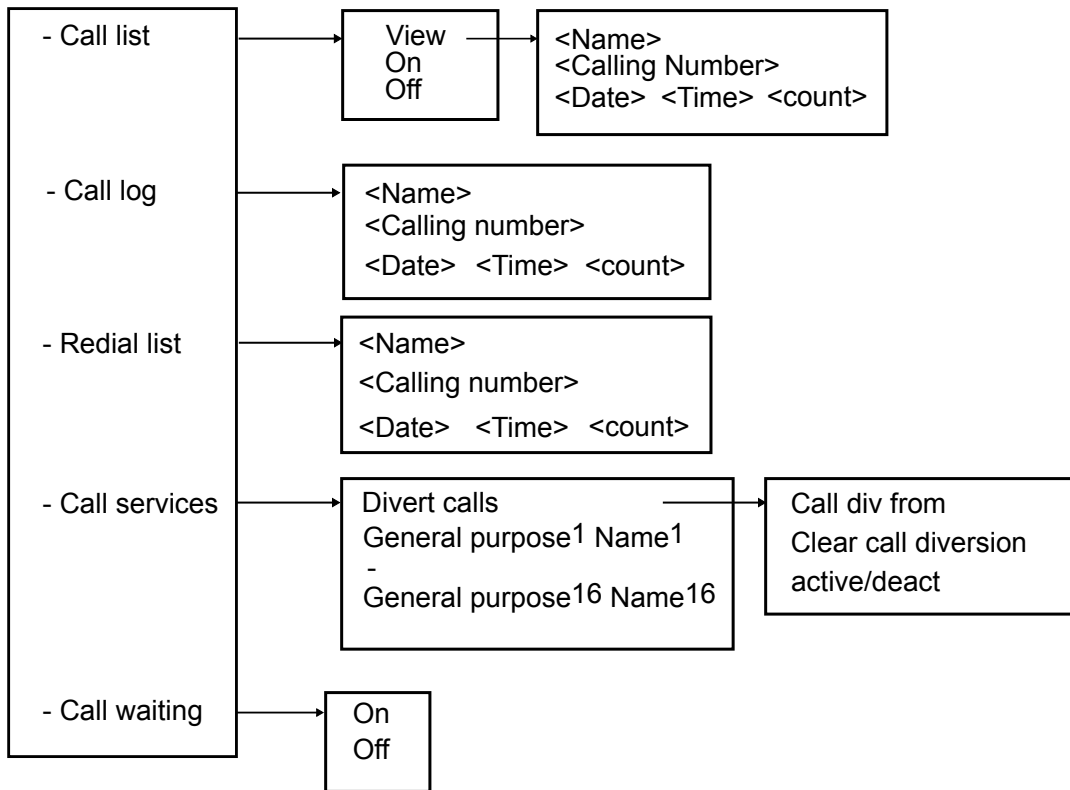 - Call list
View
On
Off
<Name>
<Calling Number>
<Date> <Time> <count>
- Call log
<Name>
<Calling number>
<Date> <Time> <count>
- Redial list
<Name>
<Calling number>
<Date> <Time> <count>
- Call services
Divert calls
General purpose1 Name1
-
General purpose16 Name16
Call div from
Clear call diversion
active/deact
- Call waiting
On
Off